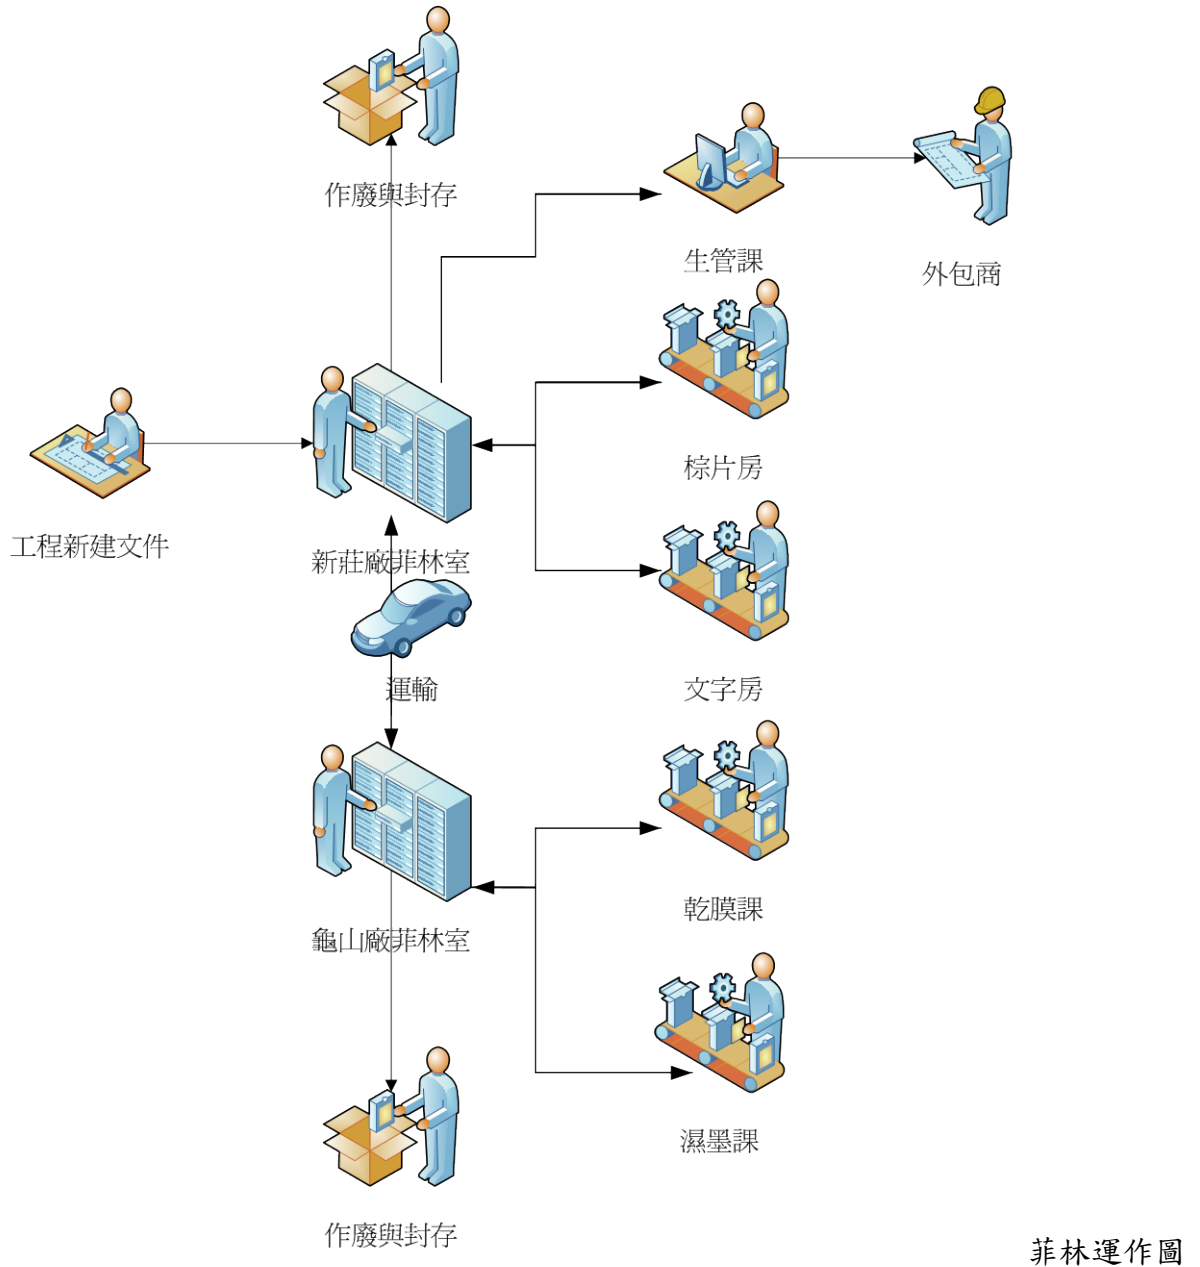 作廢與封存
生管課
外包商
棕片房
工程新建文件
新莊廠菲林室
運輸
文字房
乾膜課
龜山廠菲林室
濕墨課
作廢與封存
菲林運作圖